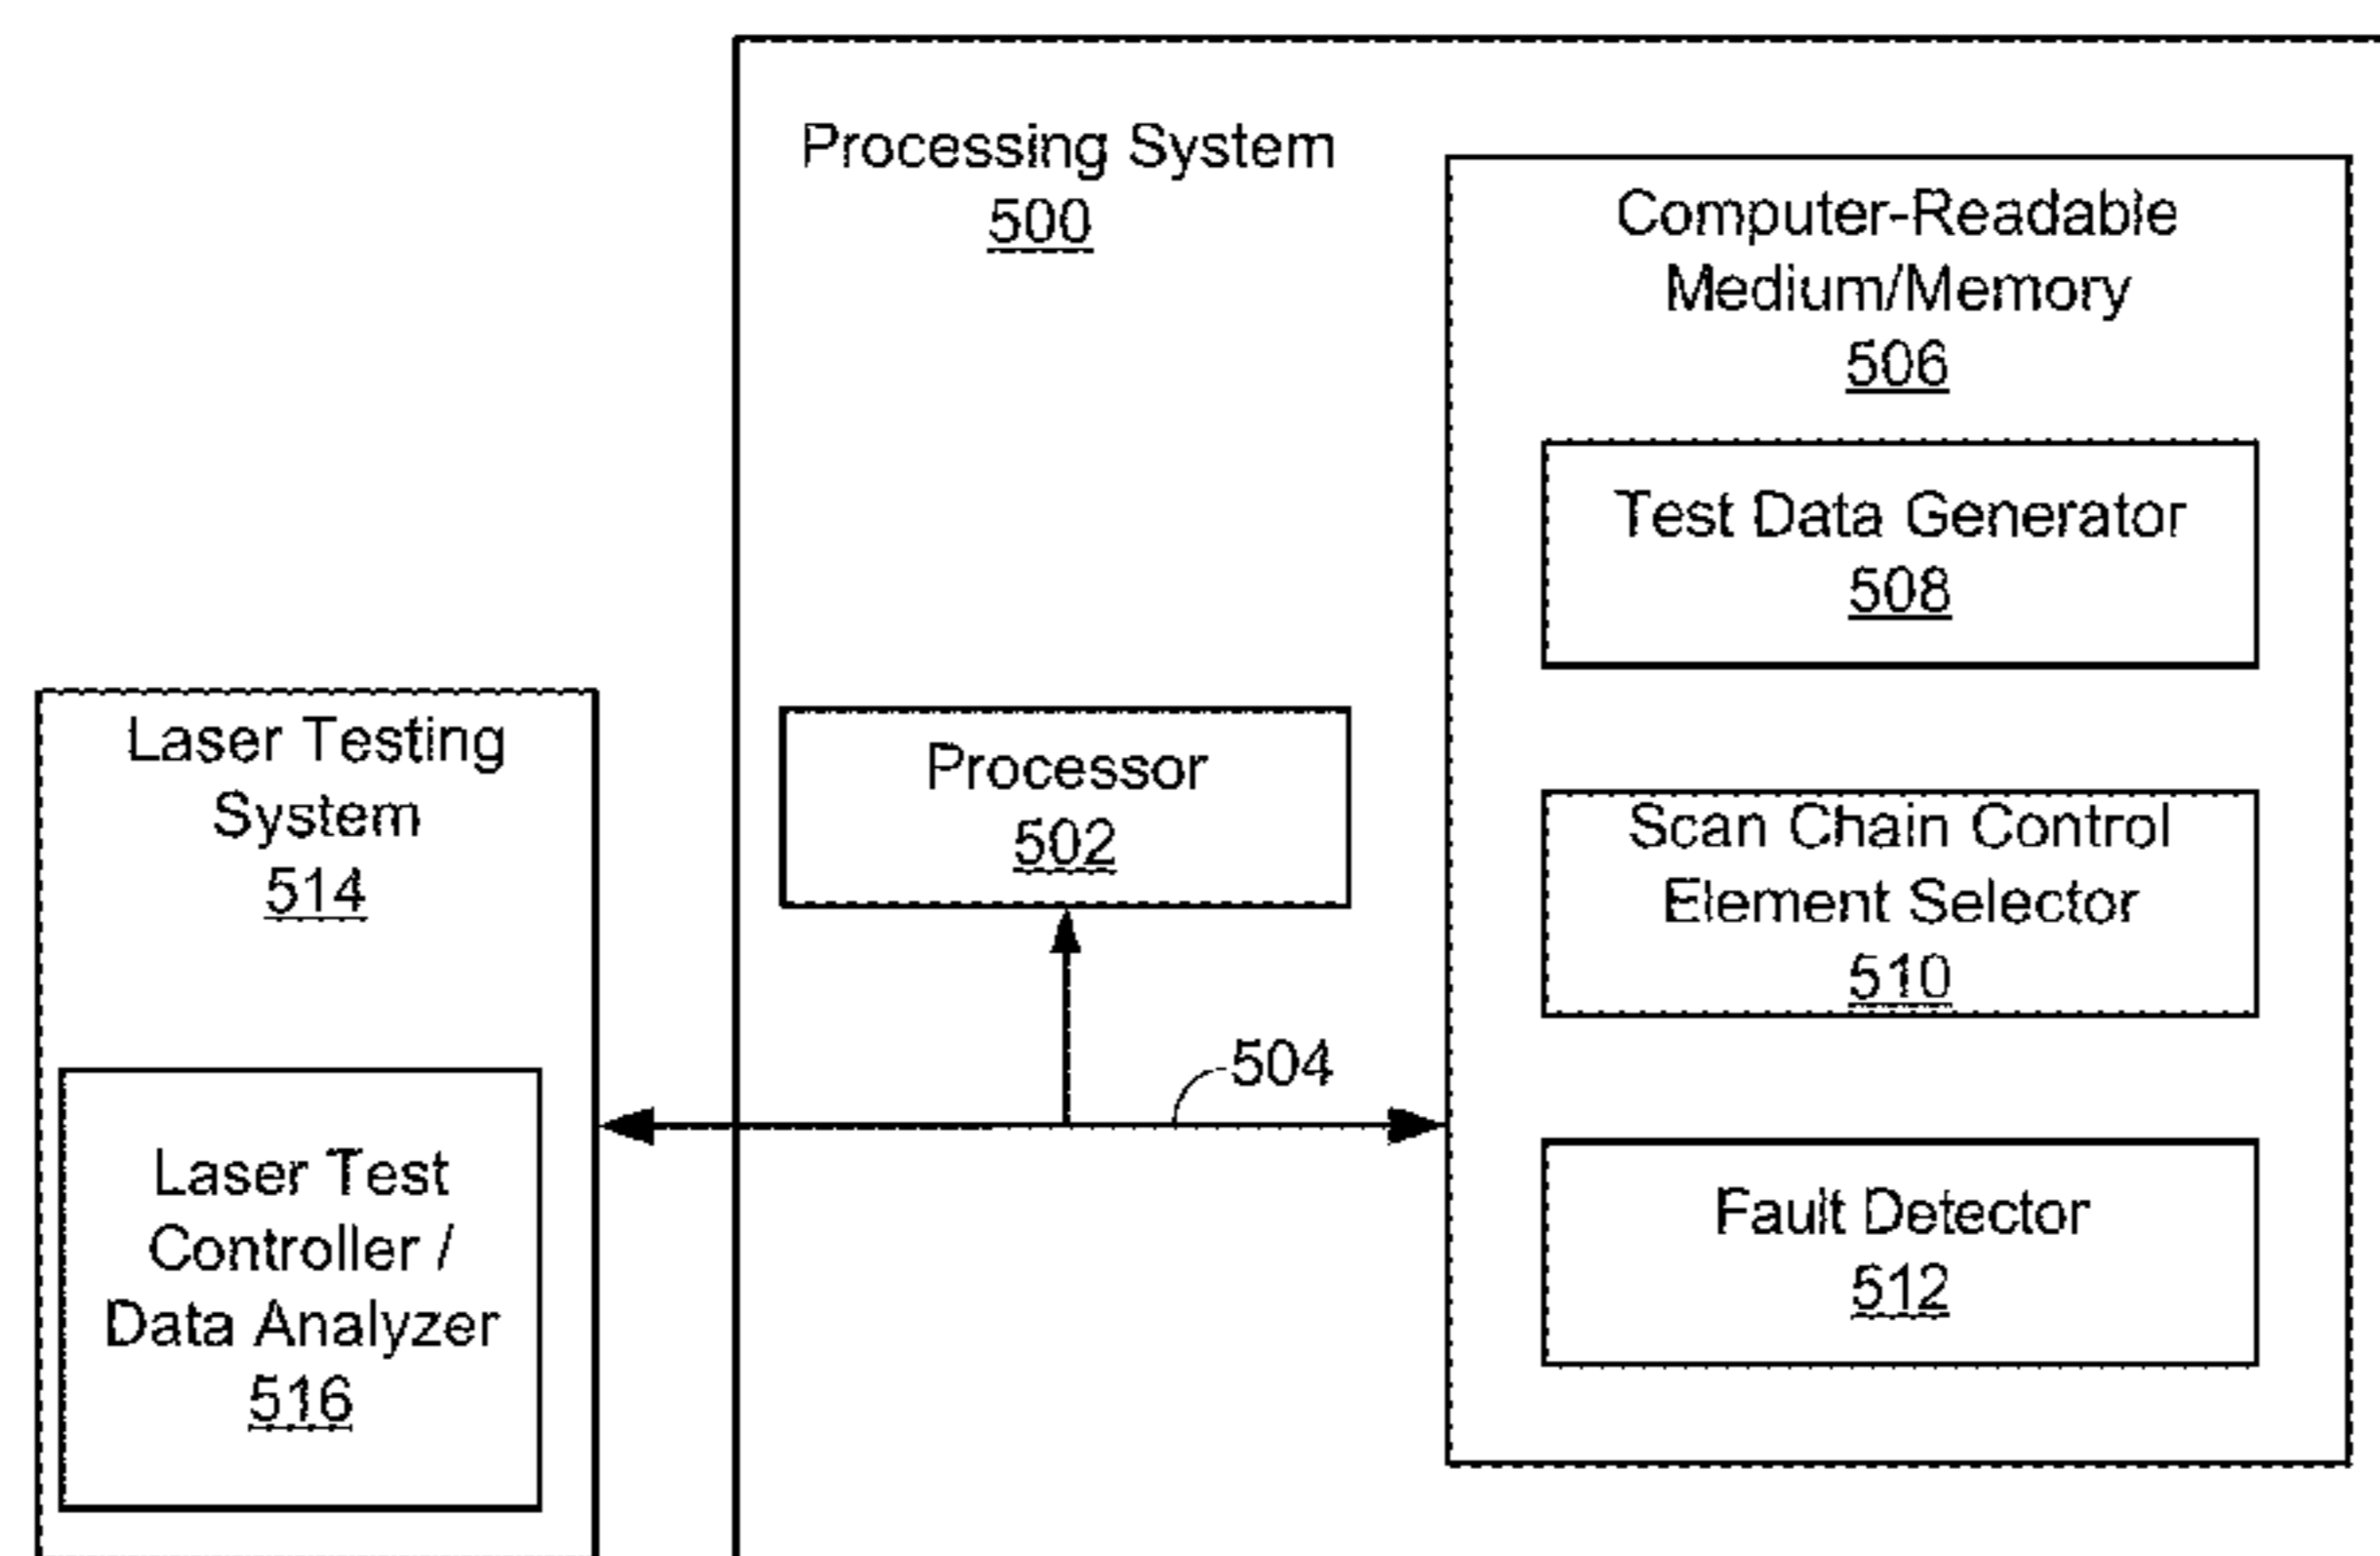 Processing System
500
Computer-Readable
Medium/Memory
506
Test Data Generator
508
Laser Testing
System
514
Processor
502
Scan Chain Control
Element Selector
510
504
Laser Test
Controller /
Data Analyzer
516
Fault Detector
512